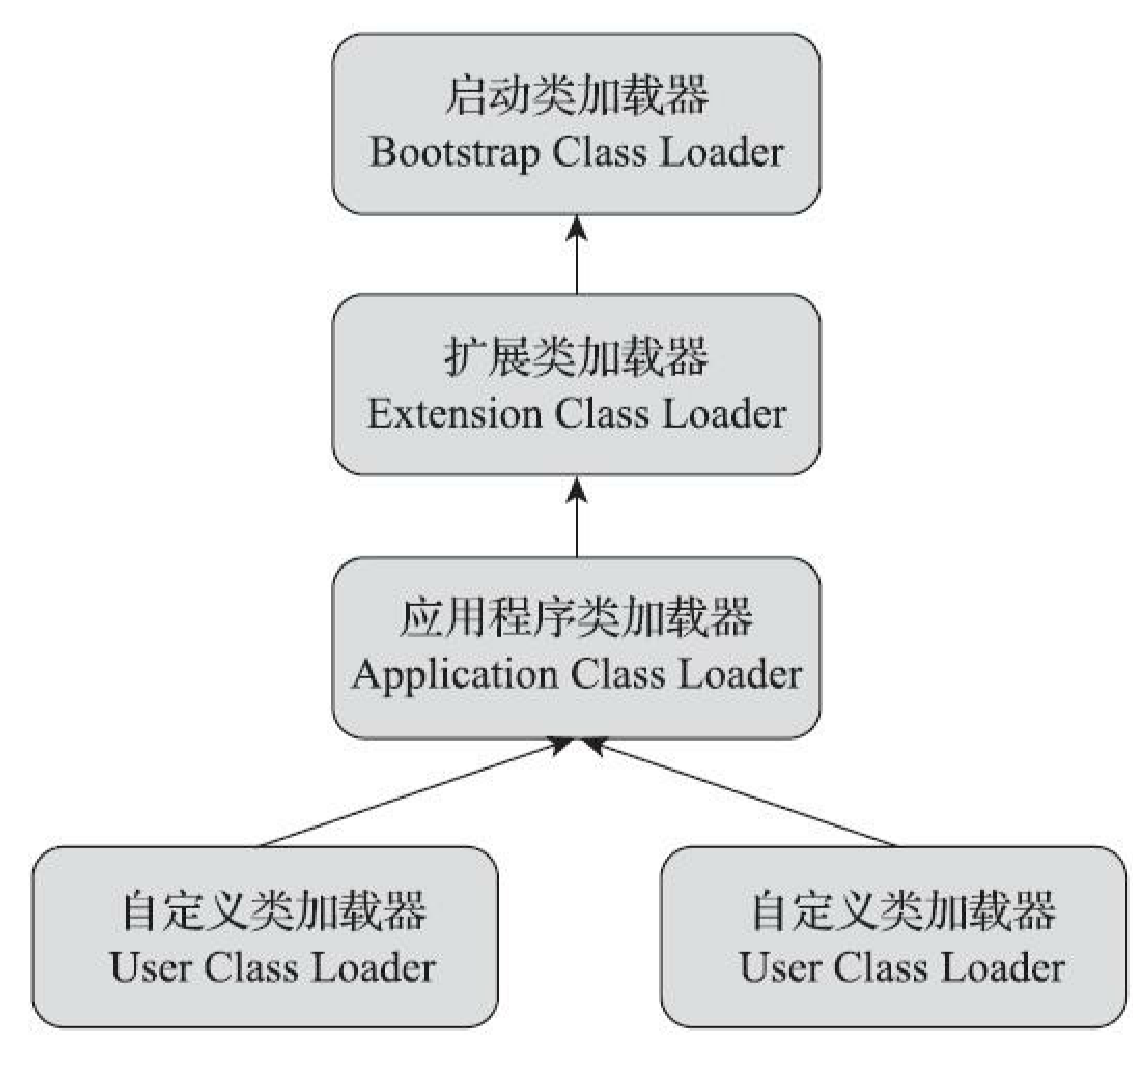 启动类加载器
Bootstrap Class Loader
扩展类加载器
Extension Class Loader
应用程序类加载器
Application Class Loader
自定义类加载器
User Class Loader
自定义类加载器
User Class Loader